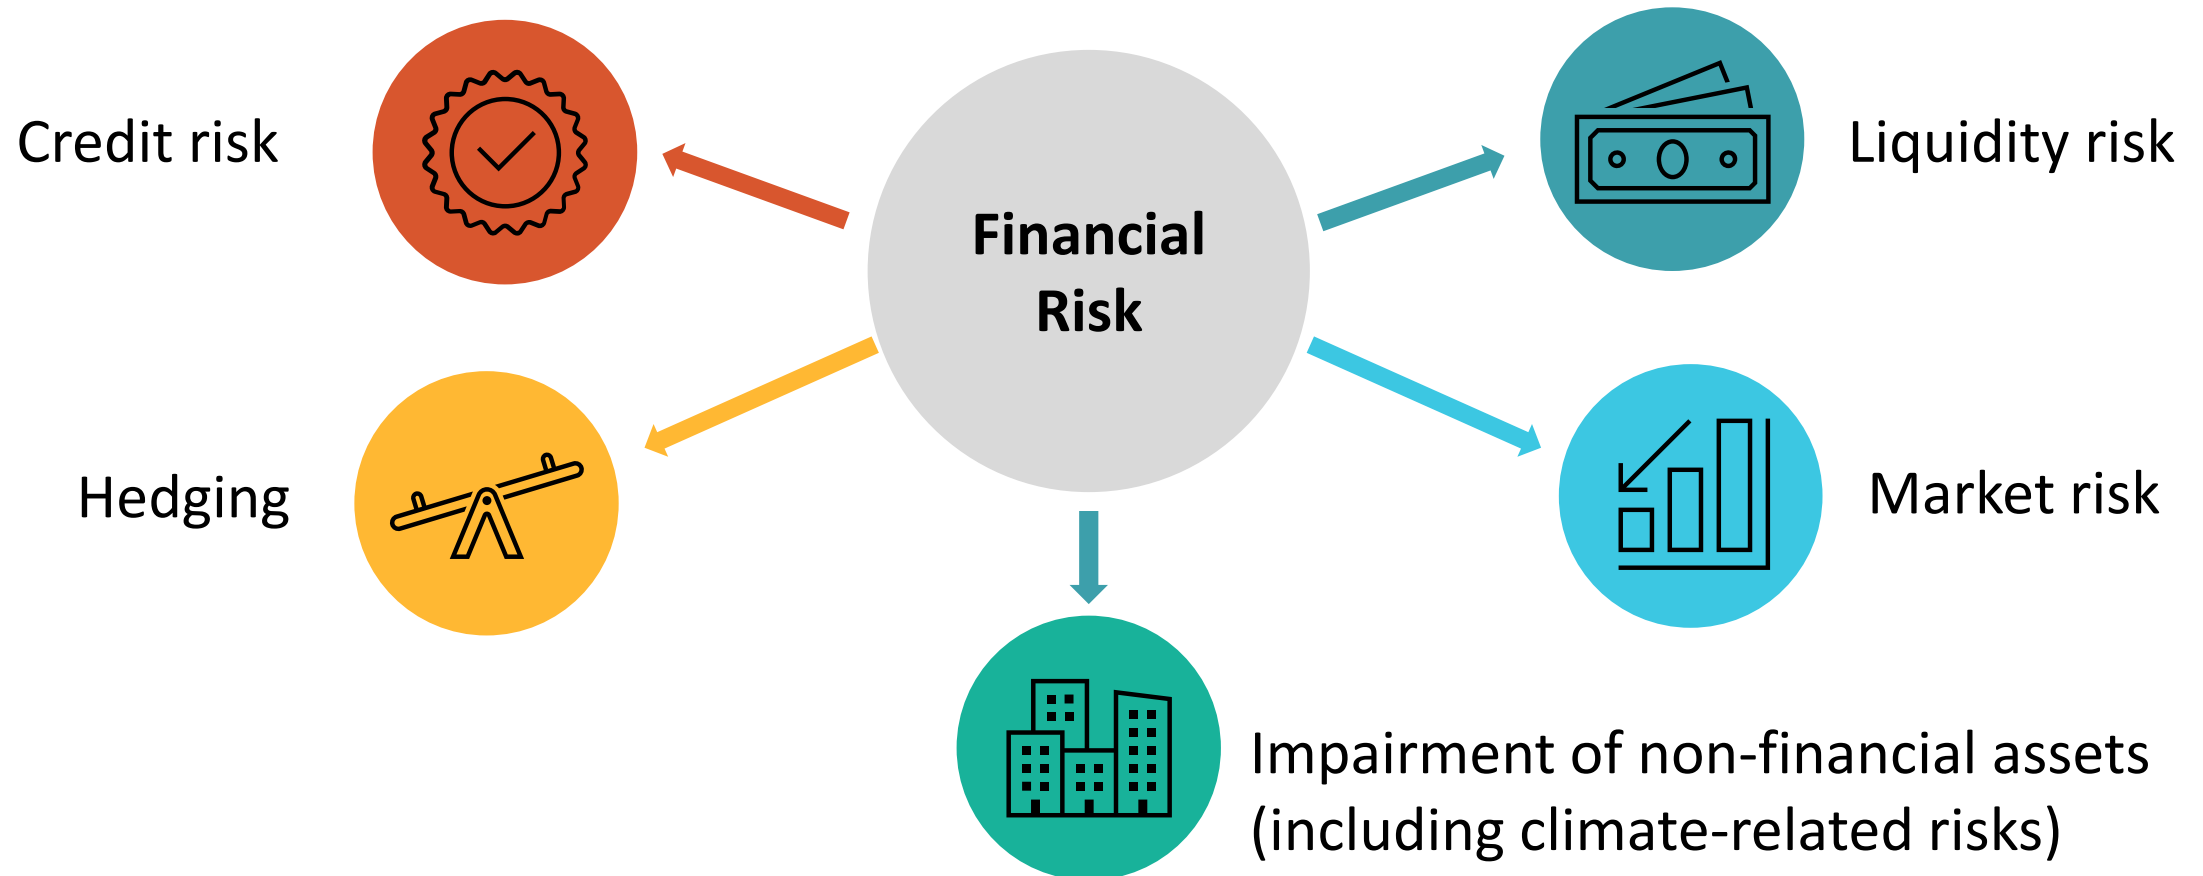 Credit risk
Liquidity risk
Financial
Risk
Hedging
Market risk
Impairment of non-financial assets
(including climate-related risks)